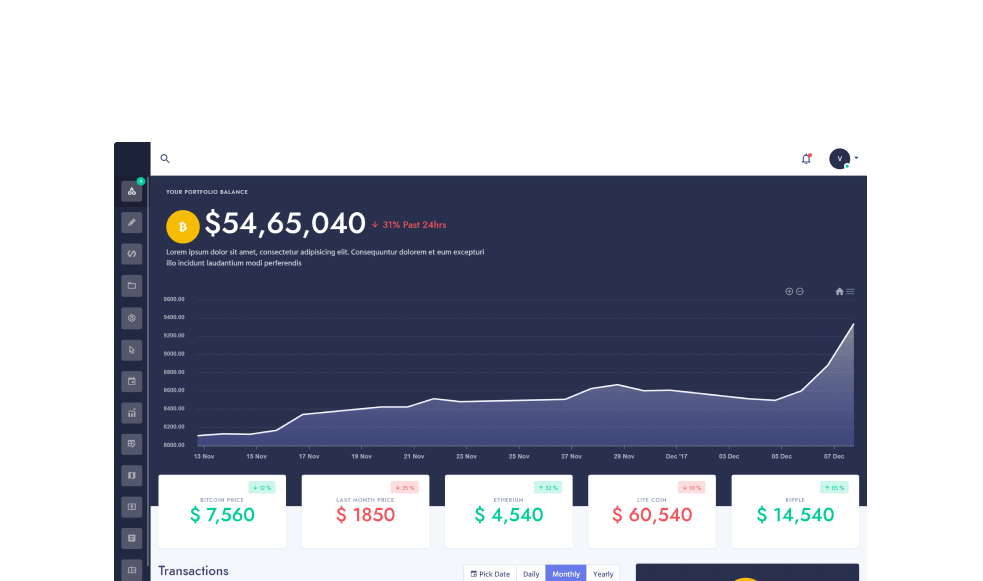 V
YOUR PORTFOLIO BALANCE
$54,65,040 ↓ 31% Past 24hrs
Lorem ipsum dolor sit amet, consectetur adipisicing elit. Consequuntur dolorem et eum excepturi
illo incidunt laudantium modi perferendis
9600.00
9400.00
9200.00
9000.00
8800.00
8600.00
8400.00
8200.00
8000.00
13 Nov 15 Nov 17 Nov 19 Nov 21 Nov 23 Nov 25 Nov 27 Nov 29 Nov Dec '17 03 Dec 05 Dec 07 Dec
↓ 12 % ↓ 35 % ↑ 32 % ↑ 65 %
BITCOIN PRICE LAST MOMTH PRICE ETHERIUM LITE COIN RIPPLE
$ 7,560 $ 1850 $ 4,540 $ 60,540 $ 14,540
Transactions Pick Date Daily Monthly Yearly